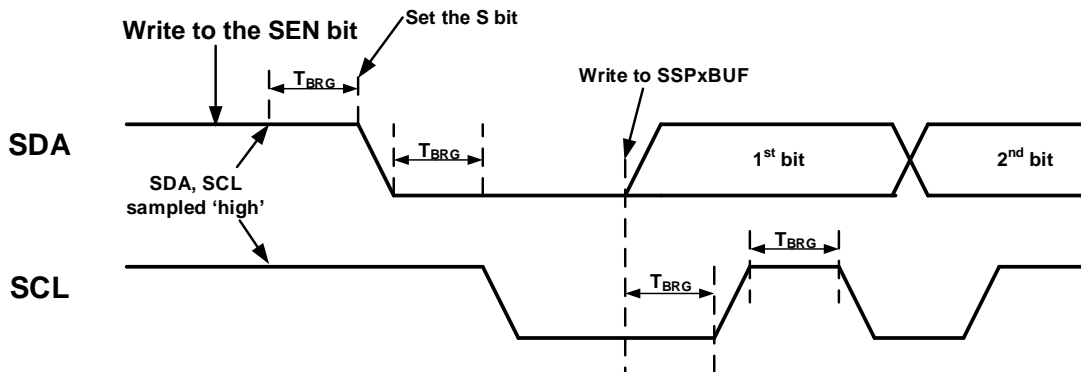 Set the S bit
Write to the SEN bit
TBRG
Write to SSPxBUF
SDA
TBRG
1st bit
2nd bit
SDA, SCL
sampled ‘high’
TBRG
SCL
TBRG